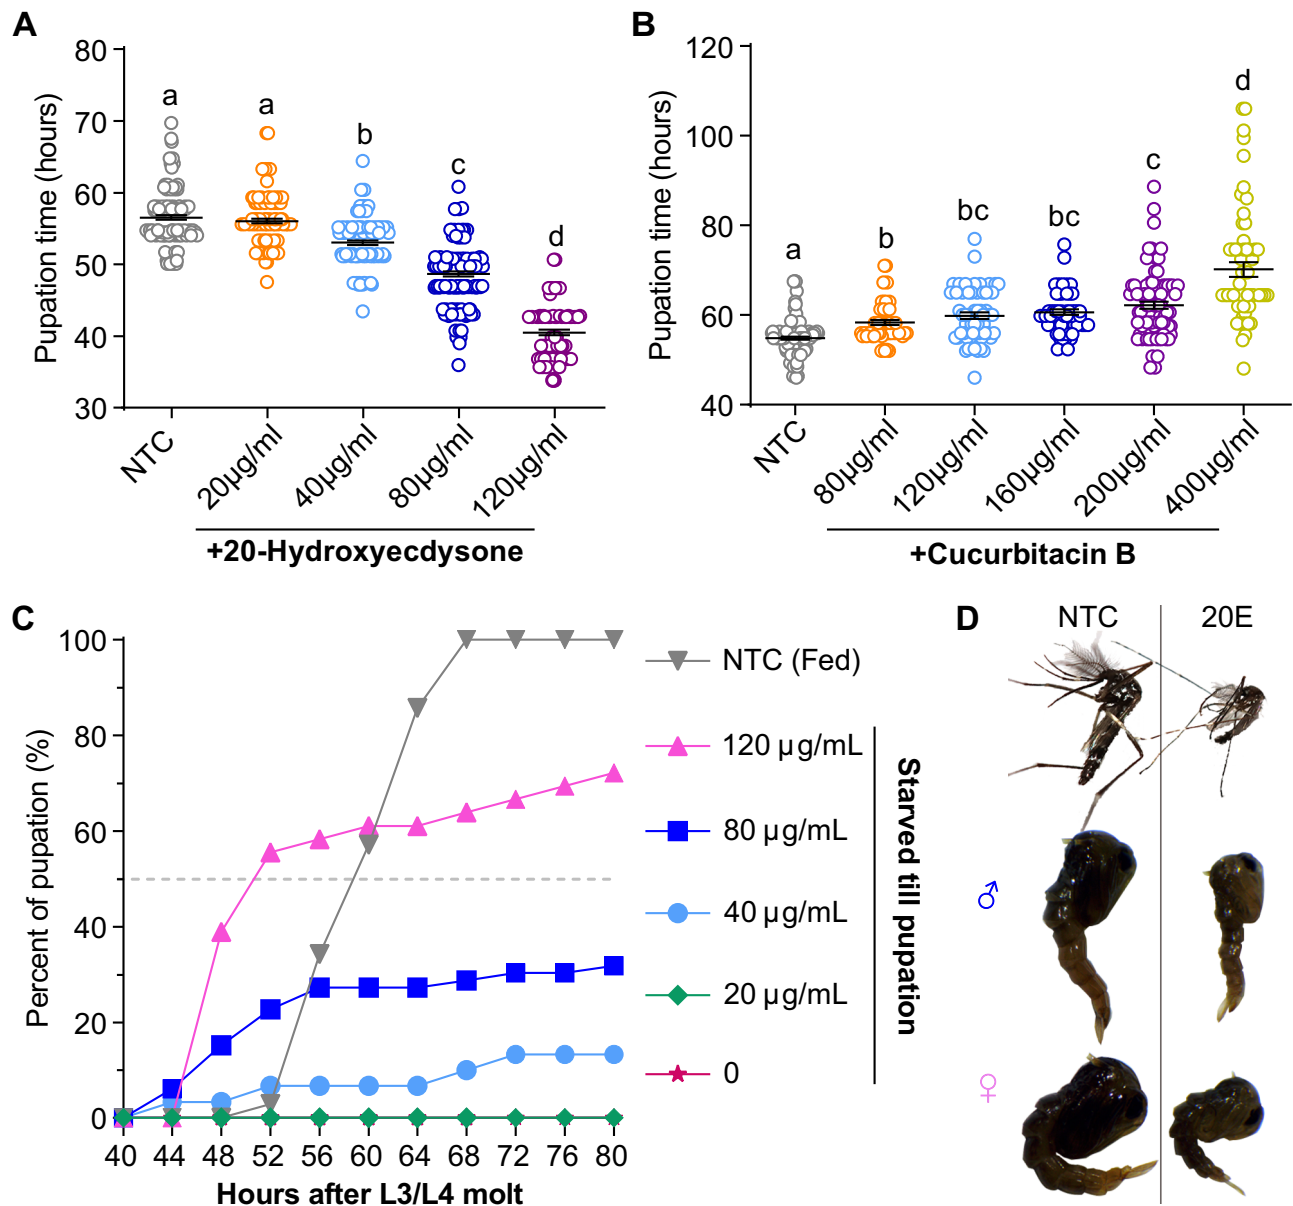 A
80
70
60
50
40
30
Pupation time (hours)
a
a
b
c
d
NTC
20µg/ml
40µg/ml
80µg/ml
120µg/ml
+20-Hydroxyecdysone
B
120
100
80
60
40
Pupation time (hours)
a
b
bc
bc
c
d
NTC
80µg/ml
120µg/ml
160µg/ml
200µg/ml
400µg/ml
+Cucurbitacin B
C
100
80
60
40
20
0
Percent of pupation (%)
40 44 48 52 56 60 64 68 72 76 80
Hours after L3/L4 molt
NTC (Fed)
120 µg/mL
80 µg/mL
40 µg/mL
20 µg/mL
0
Starved till pupation
D
NTC
20E
♂
♀